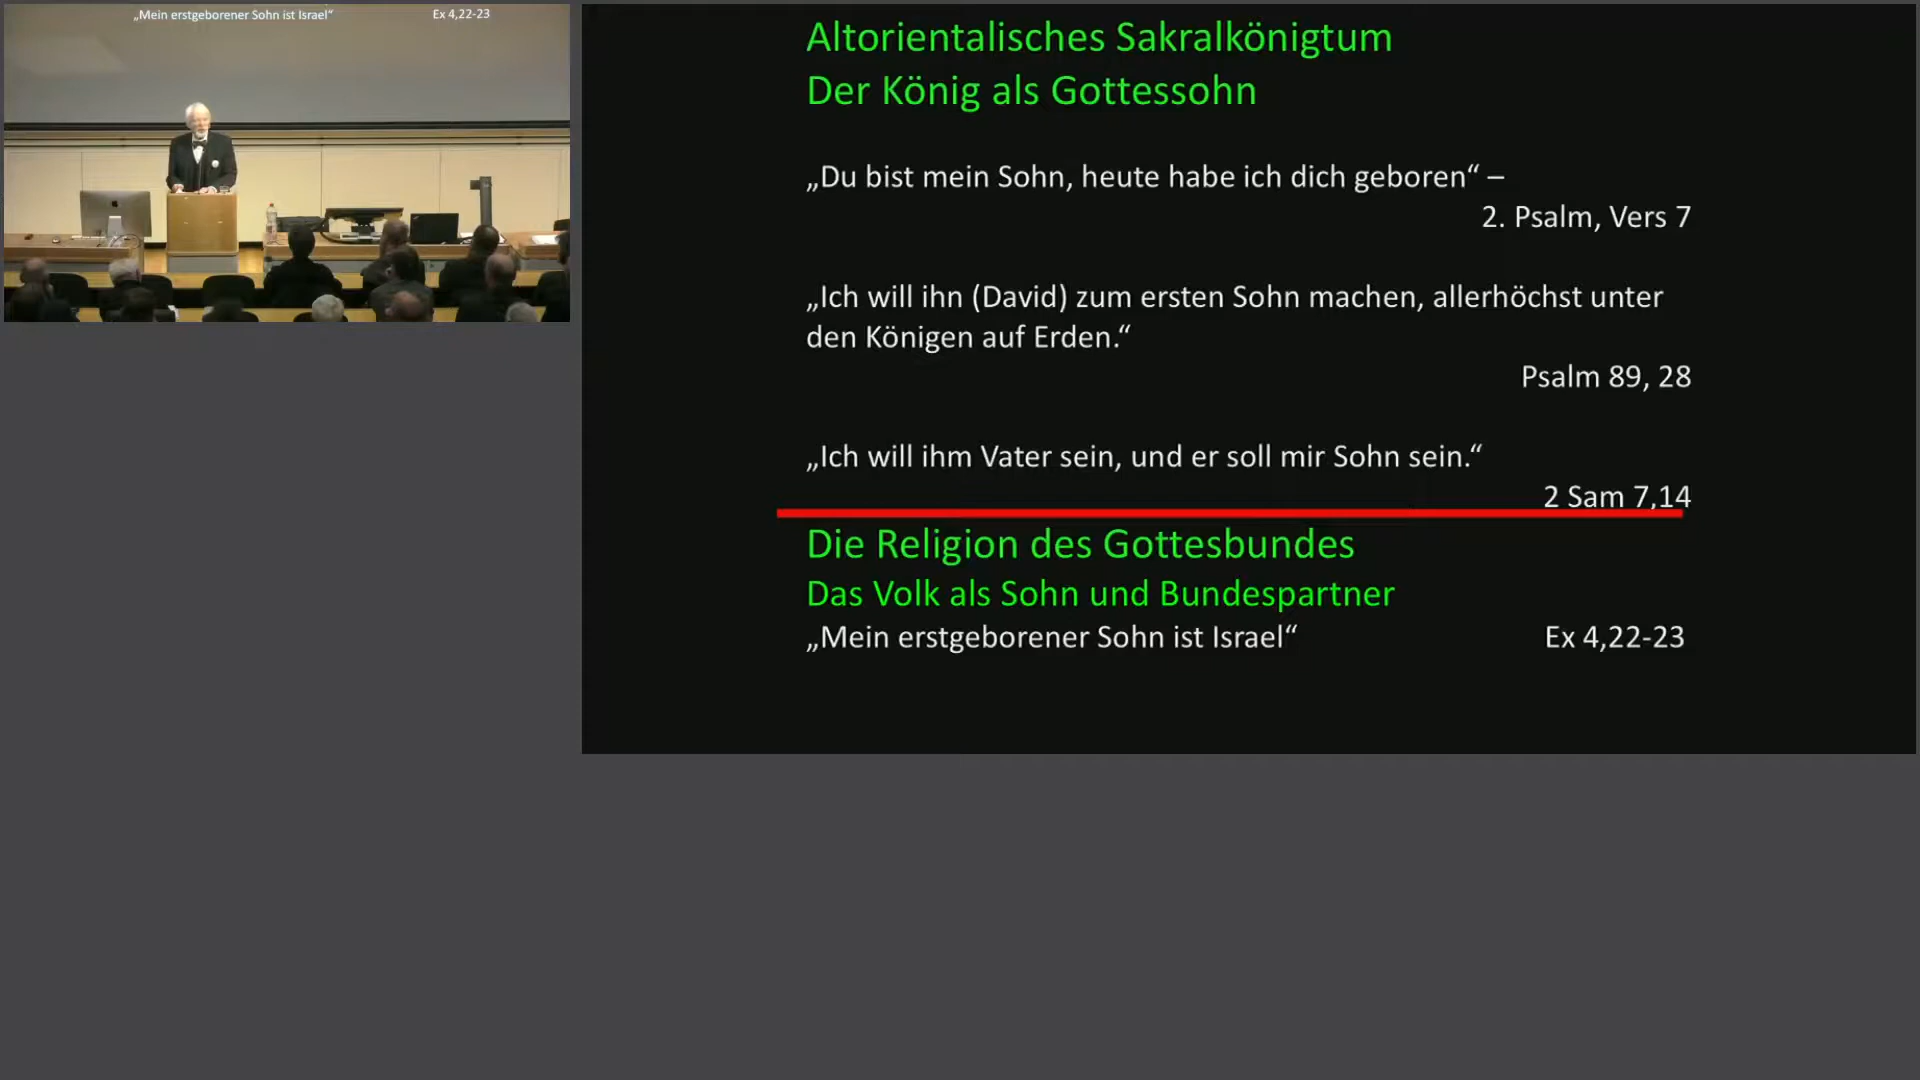 „Mein erstgeborener Sohn ist Israel“ Ex 4,22-23
Altorientalisches Sakralkönigtum
Der König als Gottessohn
„Du bist mein Sohn, heute habe ich dich geboren“ –
2. Psalm, Vers 7
„Ich will ihn (David) zum ersten Sohn machen, allerhöchst unter
den Königen auf Erden.“
Psalm 89, 28
„Ich will ihm Vater sein, und er soll mir Sohn sein.“
2 Sam 7,14
Die Religion des Gottesbundes
Das Volk als Sohn und Bundespartner
„Mein erstgeborener Sohn ist Israel“ Ex 4,22-23